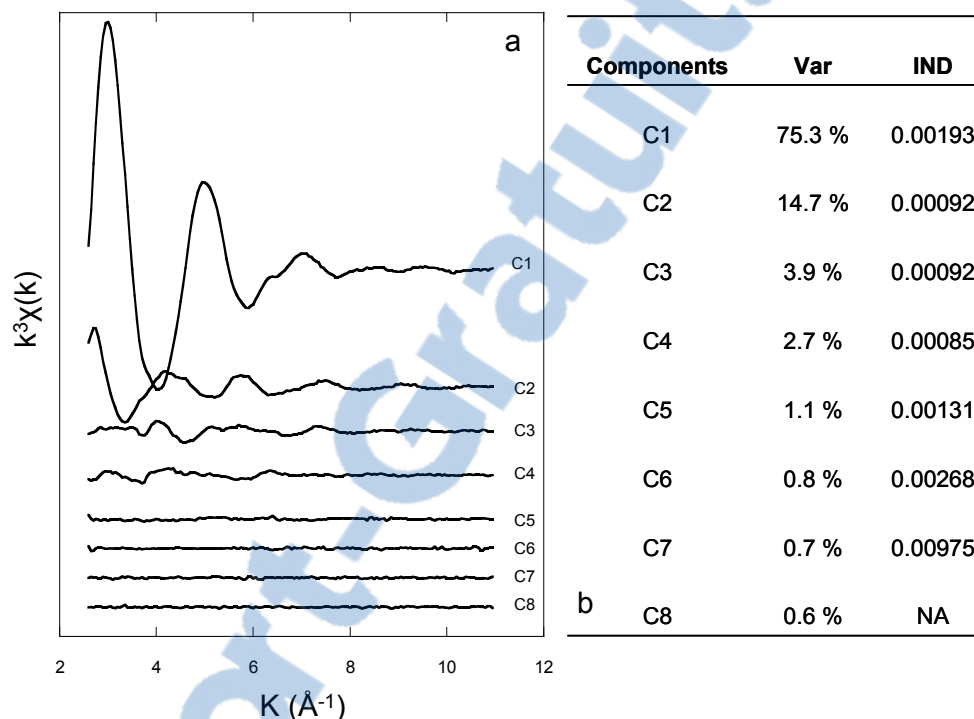 a
C1
C2
C3
C4
C5
C6
C7
C8
k³χ(k)
2 4 6 8 10 12
K (Å⁻¹)
Components Var IND
C1 75.3 % 0.00193
C2 14.7 % 0.00092
C3 3.9 % 0.00092
C4 2.7 % 0.00085
C5 1.1 % 0.00131
C6 0.8 % 0.00268
C7 0.7 % 0.00975
C8 0.6 % NA
b
rt-Gratuit.